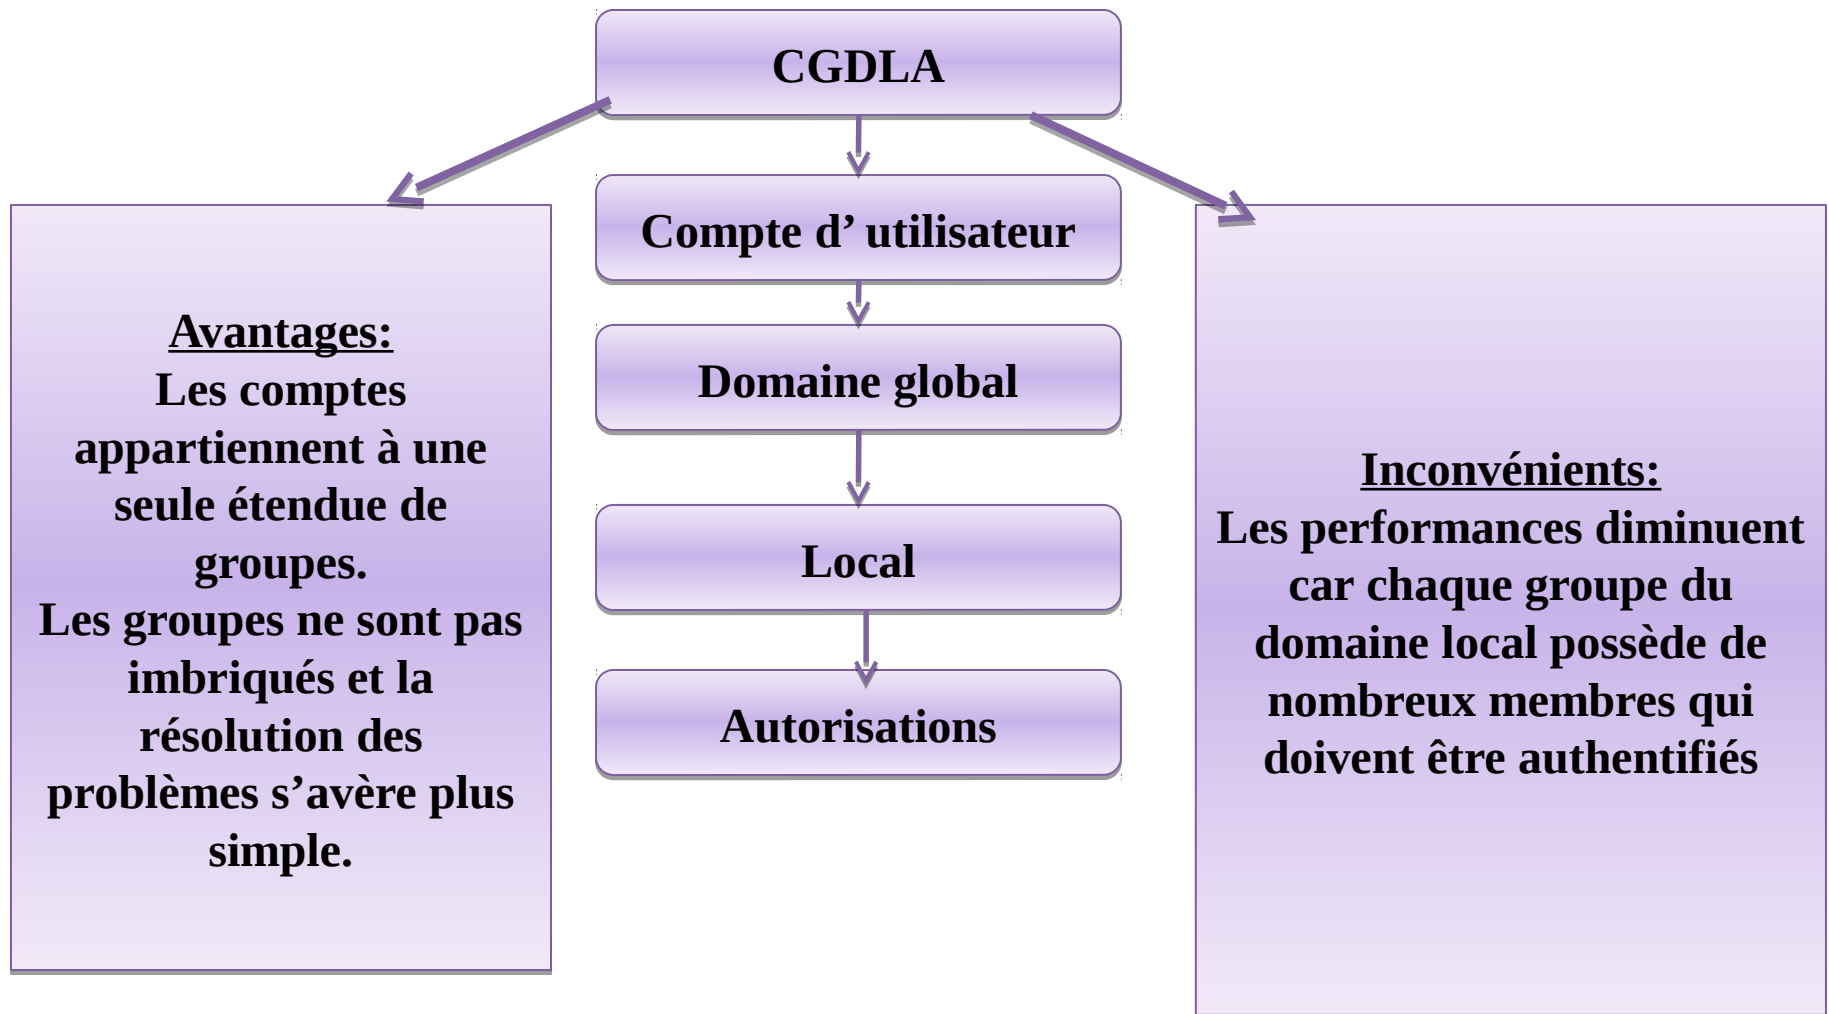 CGDLA
Compte d’ utilisateur
Domaine global
Local
Autorisations
Avantages:
Les comptes
appartiennent à une
seule étendue de
groupes.
Les groupes ne sont pas
imbriqués et la
résolution des
problèmes s’avère plus
simple.
Inconvénients:
Les performances diminuent
car chaque groupe du
domaine local possède de
nombreux membres qui
doivent être authentifiés